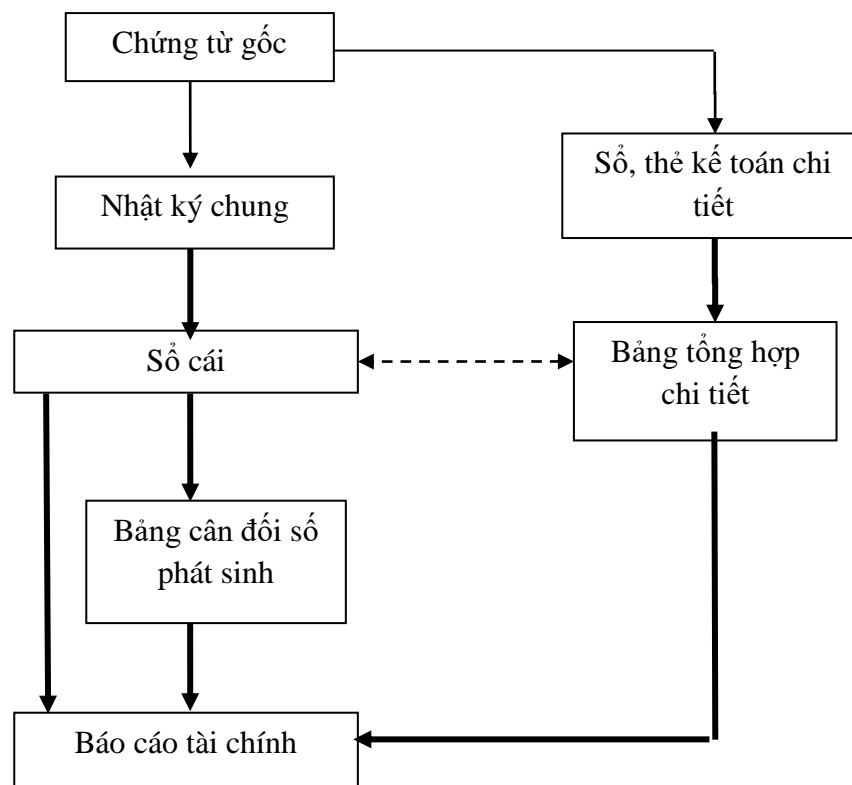 Chứng từ gốc
Sổ, thẻ kế toán chi
tiết
Nhật ký chung
Sổ cái
Bảng tổng hợp
chi tiết
Bảng cân đối số
phát sinh
Báo cáo tài chính